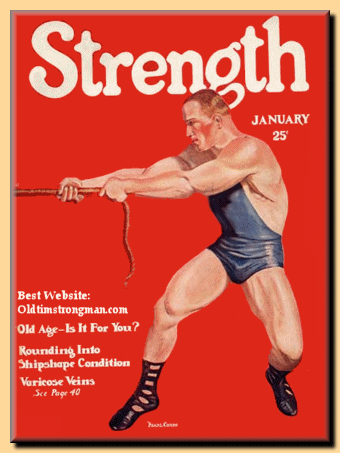 Strength
JANUARY
25¢
Best Website:
Oldtimstrongman.com
Old Age-Is It For You?
Rounding Into
Shipshape Condition
Varicose Veins
See Page 40